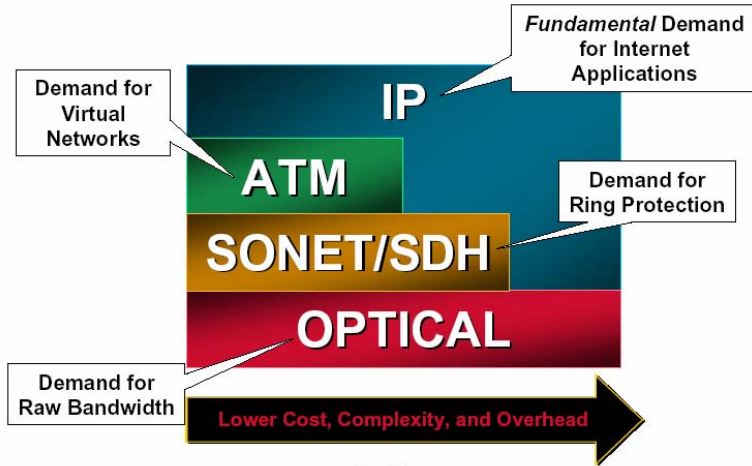 Fundamental Demand
for Internet
Applications
Demand for
Virtual
Networks
IP
ATM
Demand for
Ring Protection
SONET/SDH
OPTICAL
Demand for
Raw Bandwidth
Lower Cost, Complexity, and Overhead